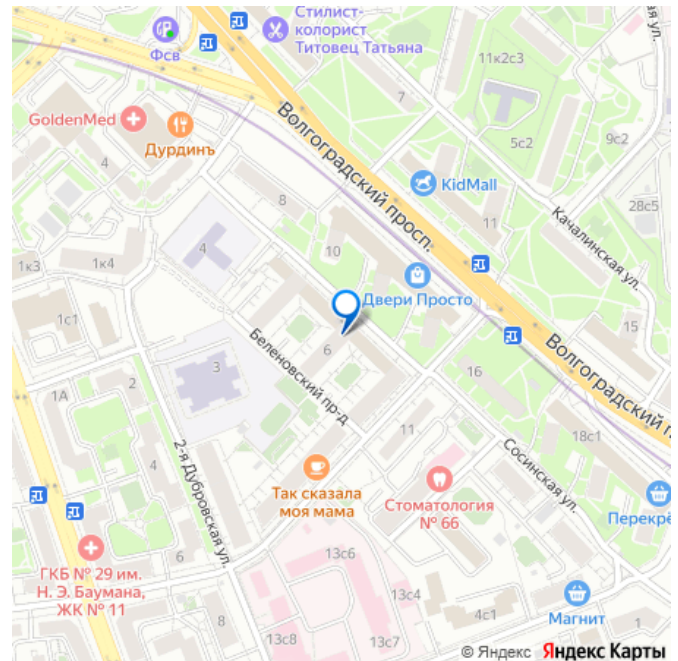 Стилист-
колорист
Титовец Татьяна
Фсв
11к2с3
7
GoldenMed
Дурдинъ
Волгоградский просп.
5с2
9с2
4
KidMall
28с5
8
11
Качалинская ул.
4
10
1к3
1к4
Двери Просто
15
Волгоградский п
1с1
Беленовский пр-д
6
3
16
1А
2
18с1
11
2-я Дубровская ул.
Сосинская ул.
4
Так сказала
моя мама
Стоматология
№ 66
Перекрё
6
13с6
ГКБ № 29 им.
Н. Э. Баумана,
ЖК № 11
8
13с4
4с1
Магнит
1
13с8
13с7
© Яндекс Яндекс Карты